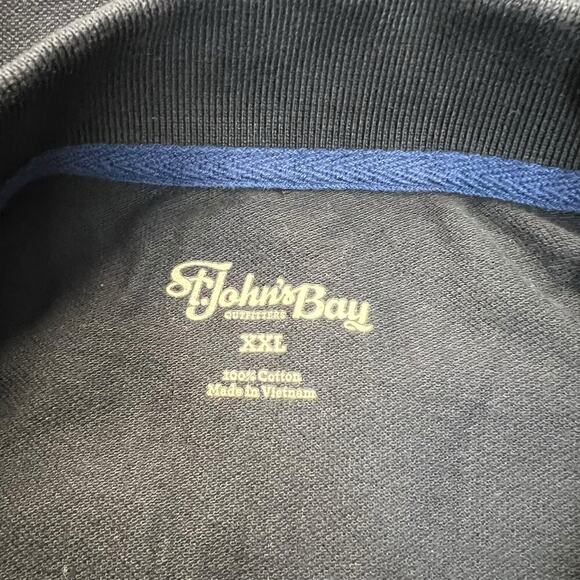 St. John's Bay
OUTFITTERS
XXL
100% Cotton
Made in Vietnam